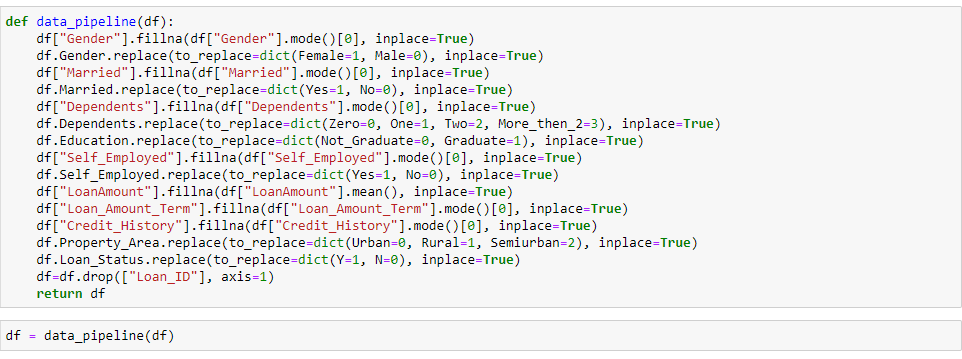 def data_pipeline(df):
    df["Gender"].fillna(df["Gender"].mode()[0], inplace=True)
    df.Gender.replace(to_replace=dict(Female=1, Male=0), inplace=True)
    df["Married"].fillna(df["Married"].mode()[0], inplace=True)
    df.Married.replace(to_replace=dict(Yes=1, No=0), inplace=True)
    df["Dependents"].fillna(df["Dependents"].mode()[0], inplace=True)
    df.Dependents.replace(to_replace=dict(Zero=0, One=1, Two=2, More_then_2=3), inplace=True)
    df.Education.replace(to_replace=dict(Not_Graduate=0, Graduate=1), inplace=True)
    df["Self_Employed"].fillna(df["Self_Employed"].mode()[0], inplace=True)
    df.Self_Employed.replace(to_replace=dict(Yes=1, No=0), inplace=True)
    df["LoanAmount"].fillna(df["LoanAmount"].mean(), inplace=True)
    df["Loan_Amount_Term"].fillna(df["Loan_Amount_Term"].mode()[0], inplace=True)
    df["Credit_History"].fillna(df["Credit_History"].mode()[0], inplace=True)
    df.Property_Area.replace(to_replace=dict(Urban=0, Rural=1, Semiurban=2), inplace=True)
    df.Loan_Status.replace(to_replace=dict(Y=1, N=0), inplace=True)
    df=df.drop(["Loan_ID"], axis=1)
    return df
df = data_pipeline(df)